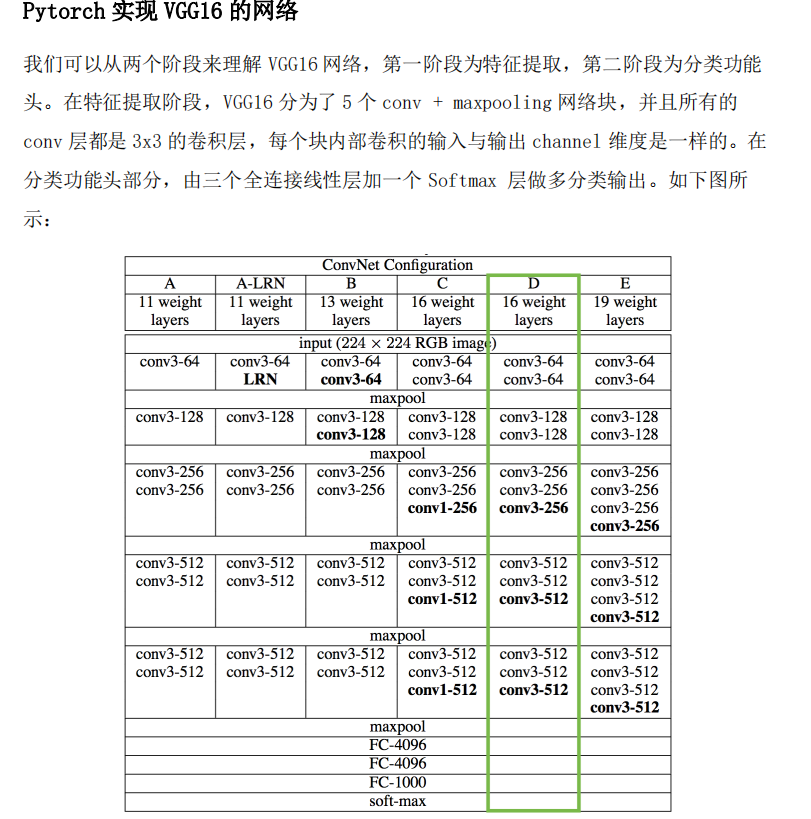 Pytorch 实现 VGG16 的网络
我们可以从两个阶段来理解 VGG16 网络，第一阶段为特征提取，第二阶段为分类功能
头。在特征提取阶段，VGG16 分为了 5 个 conv + maxpooling 网络块，并且所有的
conv 层都是 3x3 的卷积层，每个块内部卷积的输入与输出 channel 维度是一样的。在
分类功能头部分，由三个全连接线性层加一个 Softmax 层做多分类输出。如下图所
示：
ConvNet Configuration
A A-LRN B C D E
11 weight 11 weight 13 weight 16 weight 16 weight 19 weight
layers layers layers layers layers layers
input (224 × 224 RGB image)
conv3-64 conv3-64 conv3-64 conv3-64 conv3-64 conv3-64
LRN conv3-64 conv3-64 conv3-64 conv3-64
maxpool
conv3-128 conv3-128 conv3-128 conv3-128 conv3-128 conv3-128
conv3-128 conv3-128 conv3-128 conv3-128
maxpool
conv3-256 conv3-256 conv3-256 conv3-256 conv3-256 conv3-256
conv3-256 conv3-256 conv3-256 conv3-256 conv3-256 conv3-256
conv1-256 conv3-256 conv3-256
conv3-256
maxpool
conv3-512 conv3-512 conv3-512 conv3-512 conv3-512 conv3-512
conv3-512 conv3-512 conv3-512 conv3-512 conv3-512 conv3-512
conv1-512 conv3-512 conv3-512
conv3-512
maxpool
conv3-512 conv3-512 conv3-512 conv3-512 conv3-512 conv3-512
conv3-512 conv3-512 conv3-512 conv3-512 conv3-512 conv3-512
conv1-512 conv3-512 conv3-512
conv3-512
maxpool
FC-4096
FC-4096
FC-1000
soft-max